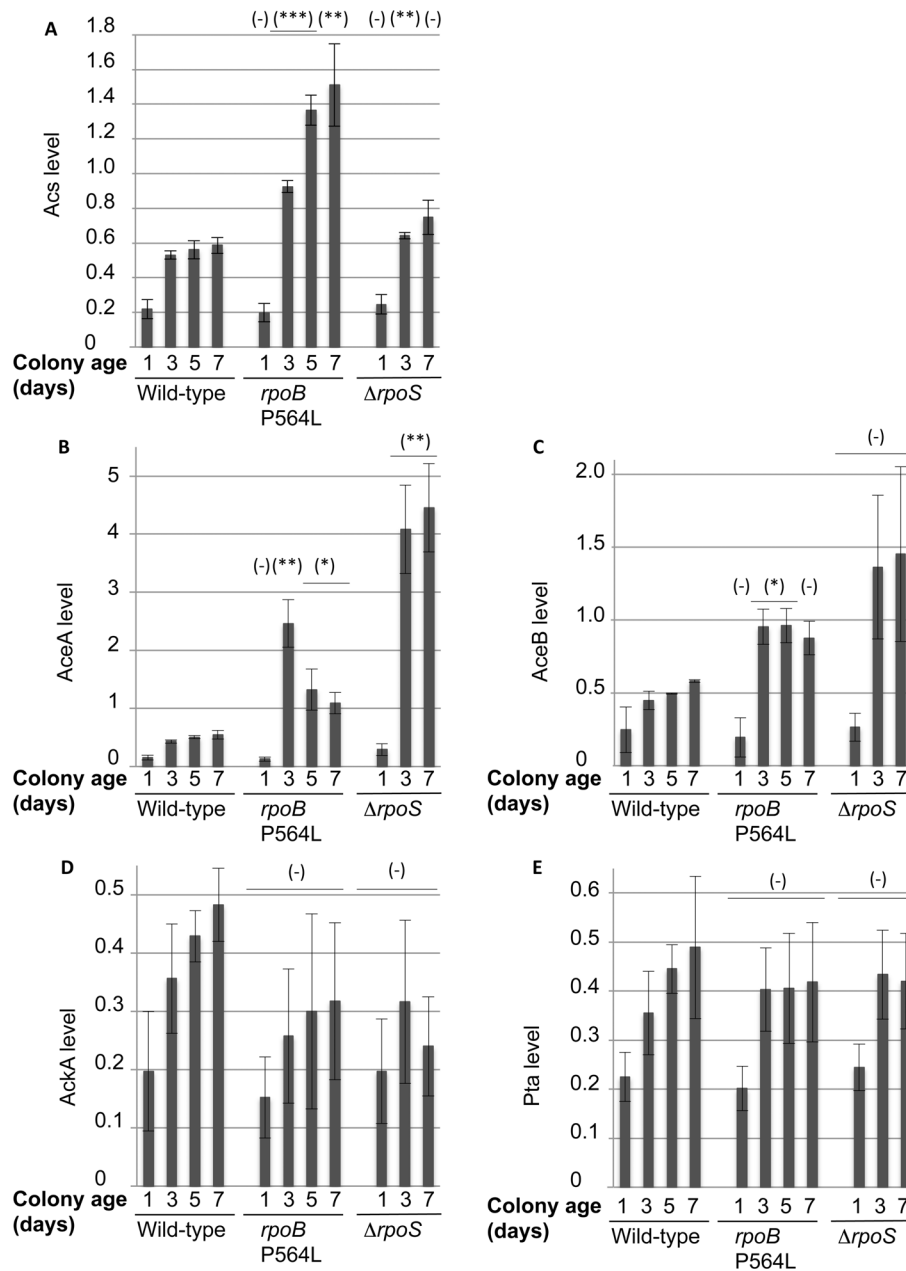 A
(-) (***) (**) (-) (**) (-)
1.8
1.6
1.4
1.2
1.0
0.8
0.6
0.4
0.2
0
Acs level
Colony age (days)
1 3 5 7 1 3 5 7 1 3 7
Wild-type rpoB P564L ΔrpoS
B
(**)
(-) (**) (*)
5
4
3
2
1
0
AceA level
Colony age (days)
1 3 5 7 1 3 5 7 1 3 7
Wild-type rpoB P564L ΔrpoS
C
(-)
(-) (*) (-)
2.0
1.5
1.0
0.5
0
AceB level
Colony age (days)
1 3 5 7 1 3 5 7 1 3 7
Wild-type rpoB P564L ΔrpoS
D
(-) (-)
0.5
0.4
0.3
0.2
0.1
0
AckA level
Colony age (days)
1 3 5 7 1 3 5 7 1 3 7
Wild-type rpoB P564L ΔrpoS
E
(-) (-)
0.6
0.5
0.4
0.3
0.2
0.1
0
Pta level
Colony age (days)
1 3 5 7 1 3 5 7 1 3 7
Wild-type rpoB P564L ΔrpoS